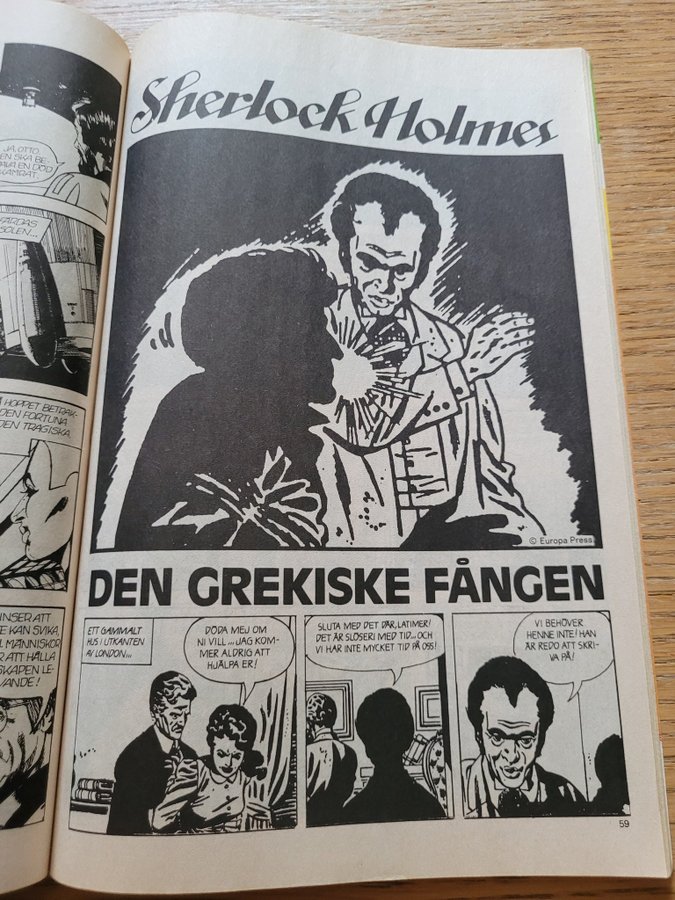 JA, OTTO
EN SKA BE-
EN DÖD
KAMRAT.
FÄRDAS
SOLEN...
HOPPET BETRAK-
DEN FORTUNA
DEN TRAGISKA.
INSER ATT
E KAN SVIKA,
MÄNNISKOR
R ATT HÅLLA
SKAPEN LE-
VANDE!
Sherlock Holmes
© Europa Press
DEN GREKISKE FÅNGEN
ETT GAMMALT
HUS I UTKANTEN
AV LONDON...
DÖDA MEJ OM
NI VILL... JAG KOM-
MER ALDRIG ATT
HJÄLPA ER!
SLUTA MED DET DÄR, LATIMER!
DET ÄR SLÖSERI MED TID... OCH
VI HAR INTE MYCKET TID PÅ OSS!
VI BEHÖVER
HENNE INTE! HAN
ÄR REDO ATT SKRI-
VA PÅ!
59